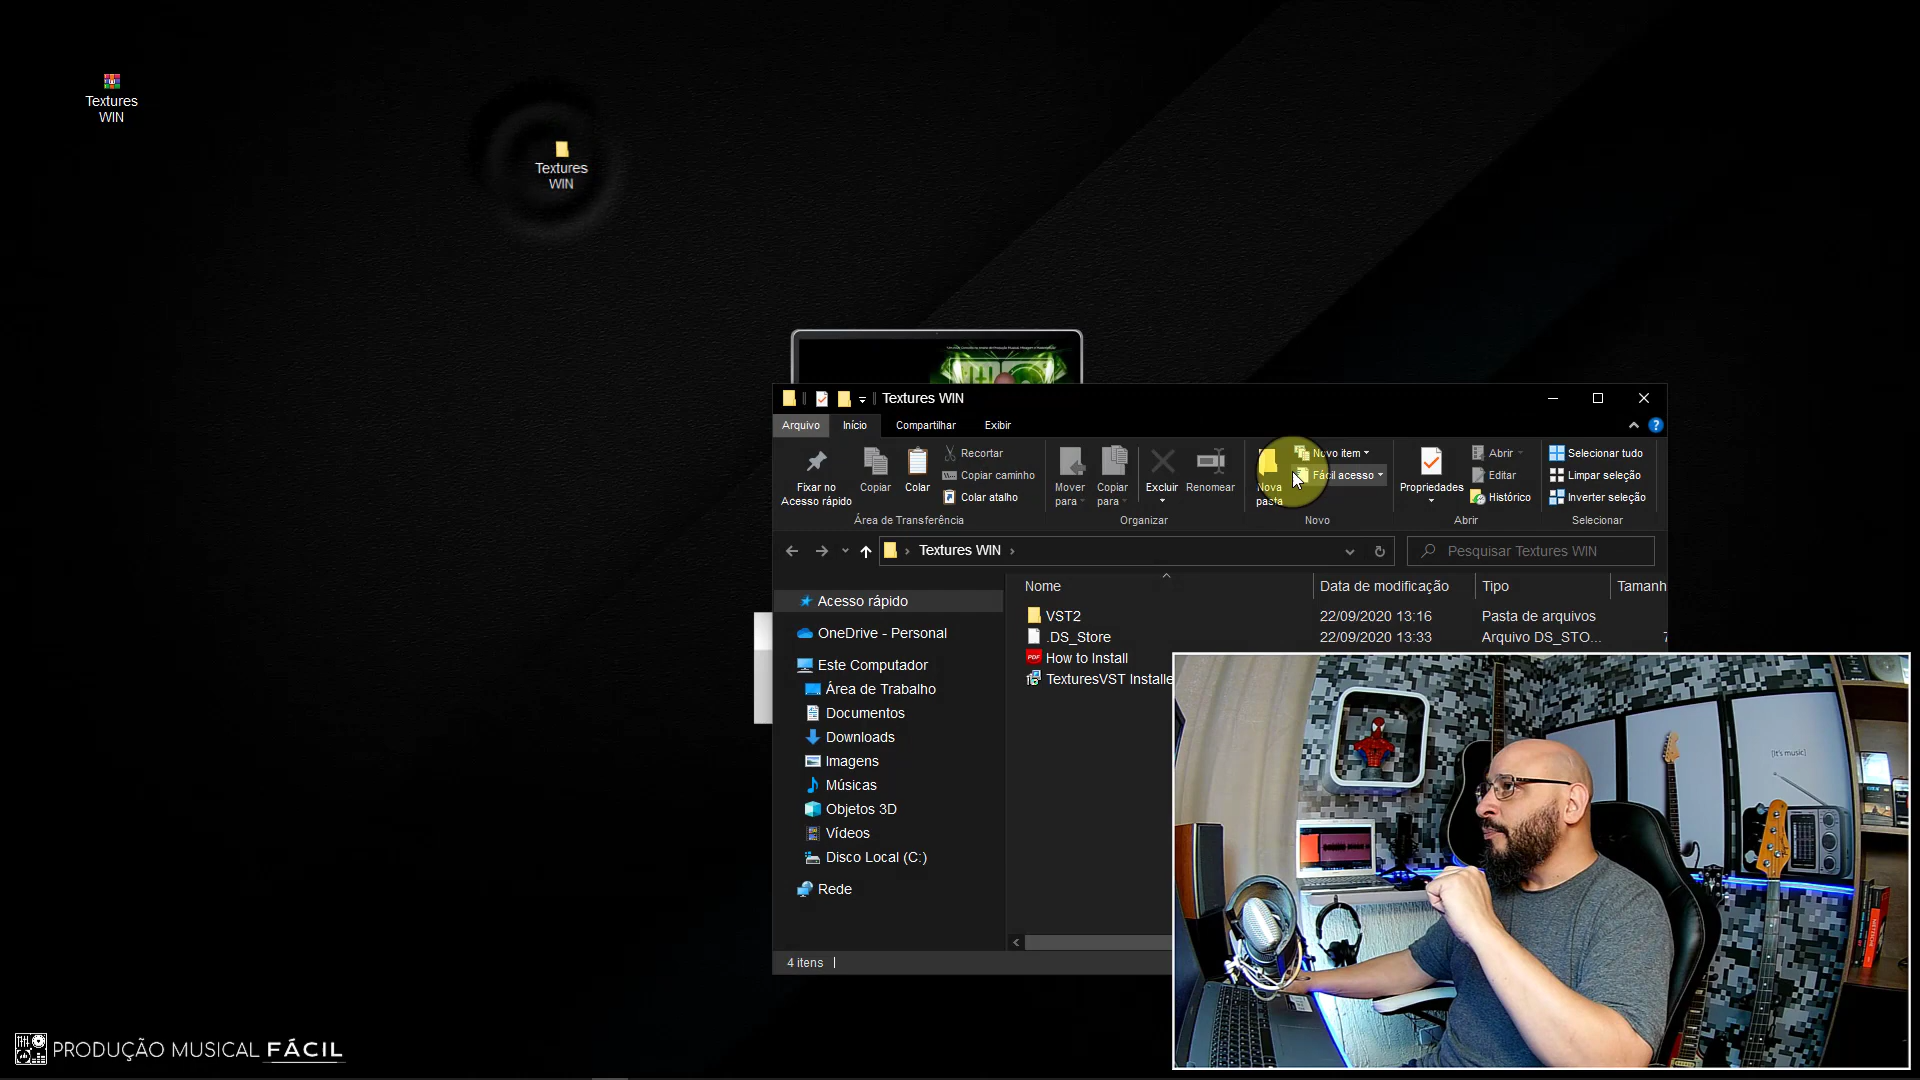 Textures
WIN
Textures
WIN
Textures WIN
Arquivo Início Compartilhar Exibir
Fixar no
Acesso rápido
Copiar
Colar
Recortar
Copiar caminho
Colar atalho
Área de Transferência
Mover
para
Copiar
para
Excluir
Renomear
Organizar
Nova
pasta
Novo item
Fácil acesso
Novo
Propriedades
Abrir
Editar
Histórico
Abrir
Selecionar tudo
Limpar seleção
Inverter seleção
Selecionar
Textures WIN
Pesquisar Textures WIN
Acesso rápido
OneDrive - Personal
Este Computador
Área de Trabalho
Documentos
Downloads
Imagens
Músicas
Objetos 3D
Vídeos
Disco Local (C:)
Rede
Nome Data de modificação Tipo Tamanh
VST2 22/09/2020 13:16 Pasta de arquivos
.DS_Store 22/09/2020 13:33 Arquivo DS_STO...
PDF How to Install
TexturesVST Installe
4 itens
[it's music]
PRODUÇÃO MUSICAL FÁCIL